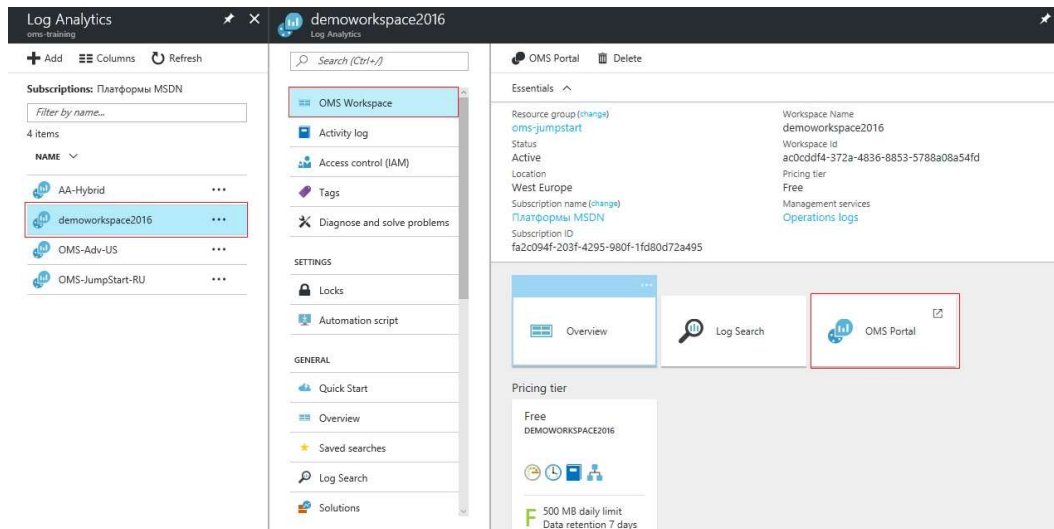 Log Analytics
oms-training
Add Columns Refresh
Subscriptions: Платформы MSDN
Filter by name...
4 items
NAME
AA-Hybrid
demoworkspace2016
OMS-Adv-US
OMS-JumpStart-RU
demoworkspace2016
Log Analytics
Search (Ctrl+/)
OMS Workspace
Activity log
Access control (IAM)
Tags
Diagnose and solve problems
SETTINGS
Locks
Automation script
GENERAL
Quick Start
Overview
Saved searches
Log Search
Solutions
OMS Portal Delete
Essentials
Resource group (change)
oms-jumpstart
Status
Active
Location
West Europe
Subscription name (change)
Платформы MSDN
Subscription ID
fa2c094f-203f-4295-980f-1fd80d72a495
Workspace Name
demoworkspace2016
Workspace Id
ac0cddf4-372a-4836-8853-5788a08a54fd
Pricing tier
Free
Management services
Operations logs
Overview
Log Search
OMS Portal
Pricing tier
Free
DEMOWORKSPACE2016
F 500 MB daily limit
Data retention 7 days